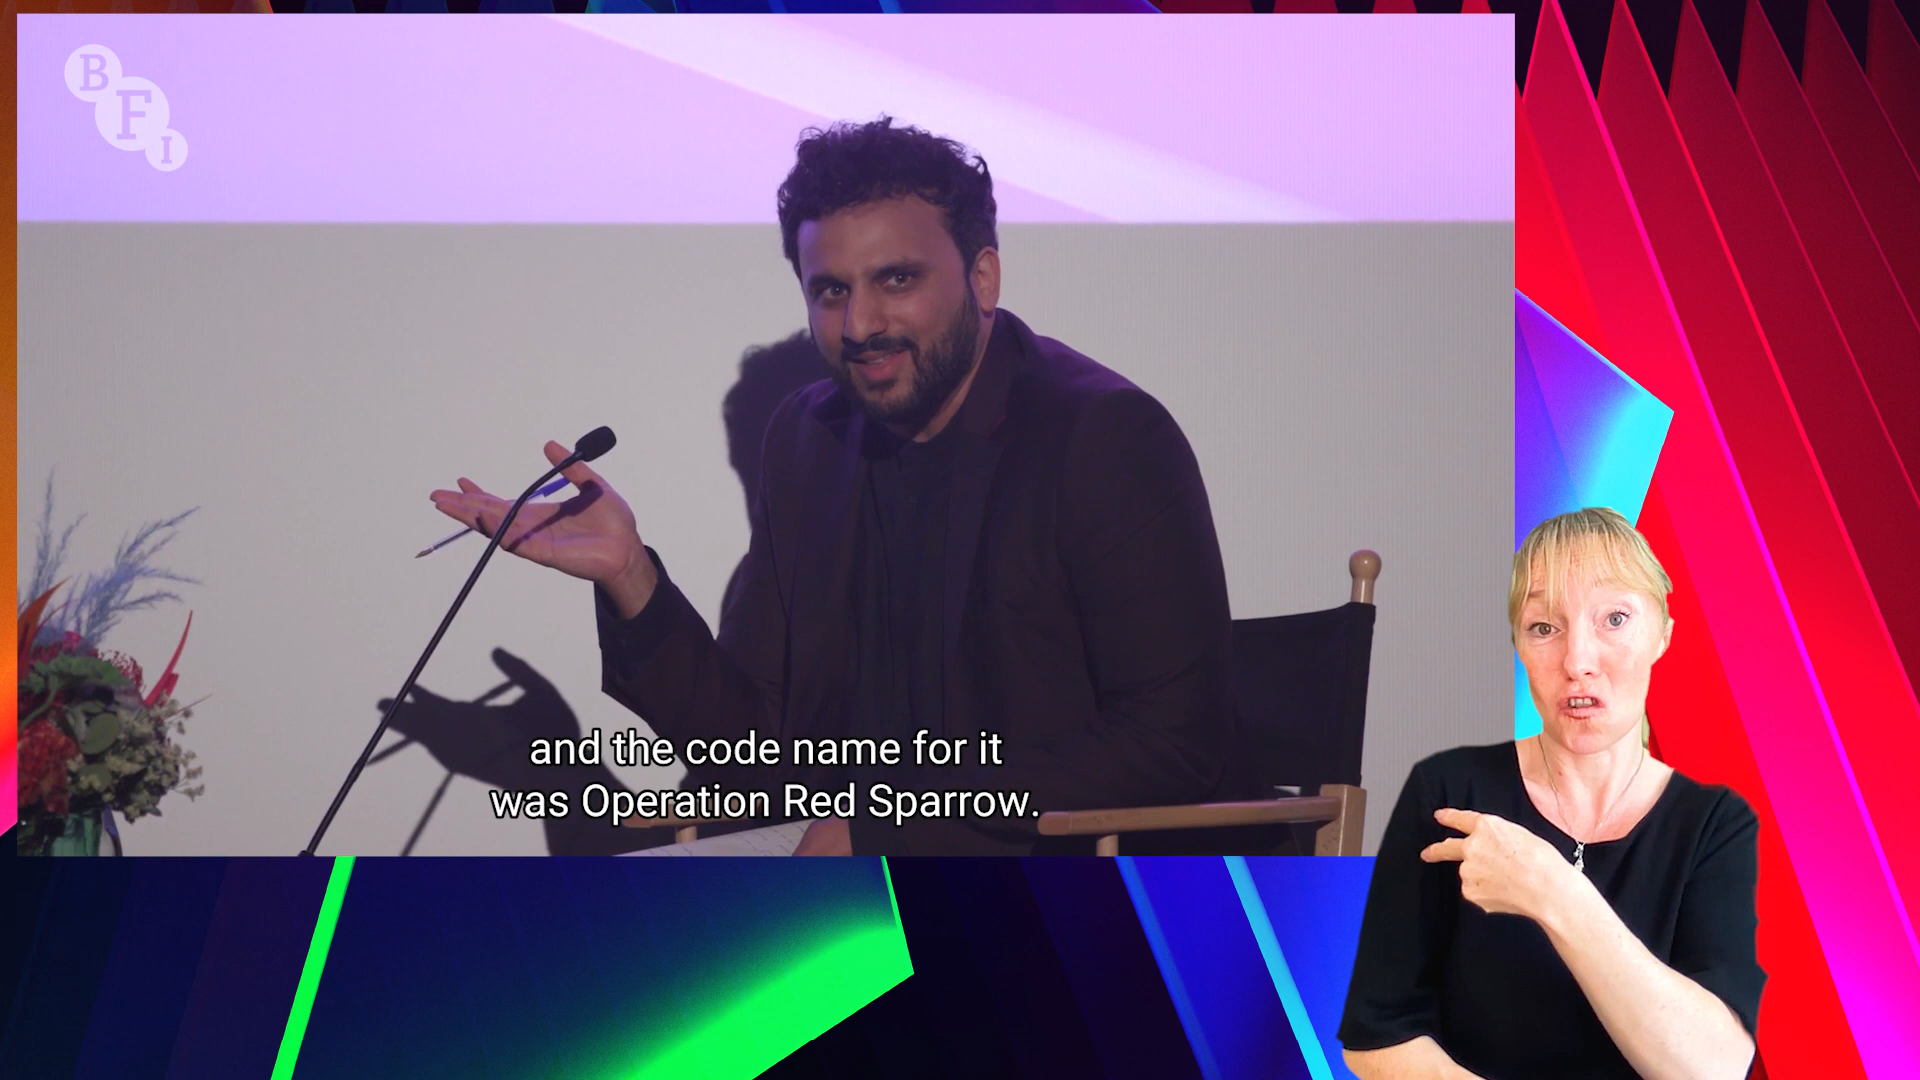 BFI
and the code name for it
was Operation Red Sparrow.